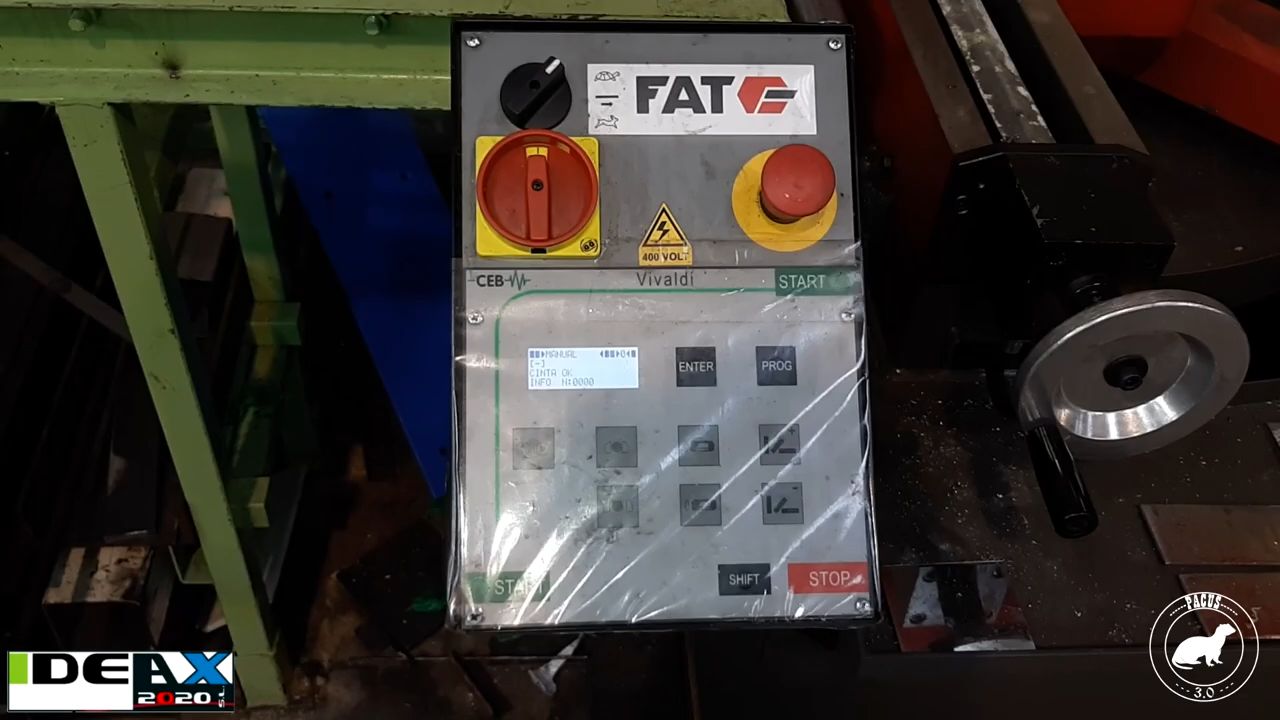 FAT
400 VOLT
CEB
Vivaldi
START
MANUAL
[-]
CINTA OK
INFO N:0000
ENTER
PROG
START
SHIFT
STOP
IDEAX
2020 S.L
PAGUS
3.0